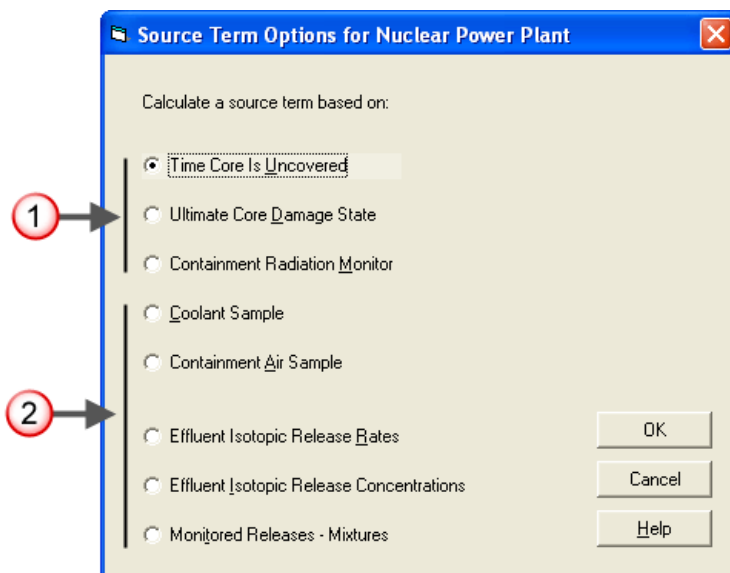 Source Term Options for Nuclear Power Plant
Calculate a source term based on:
Time Core Is Uncovered
1
Ultimate Core Damage State
Containment Radiation Monitor
Coolant Sample
Containment Air Sample
2
Effluent Isotopic Release Rates
OK
Effluent Isotopic Release Concentrations
Cancel
Monitored Releases - Mixtures
Help